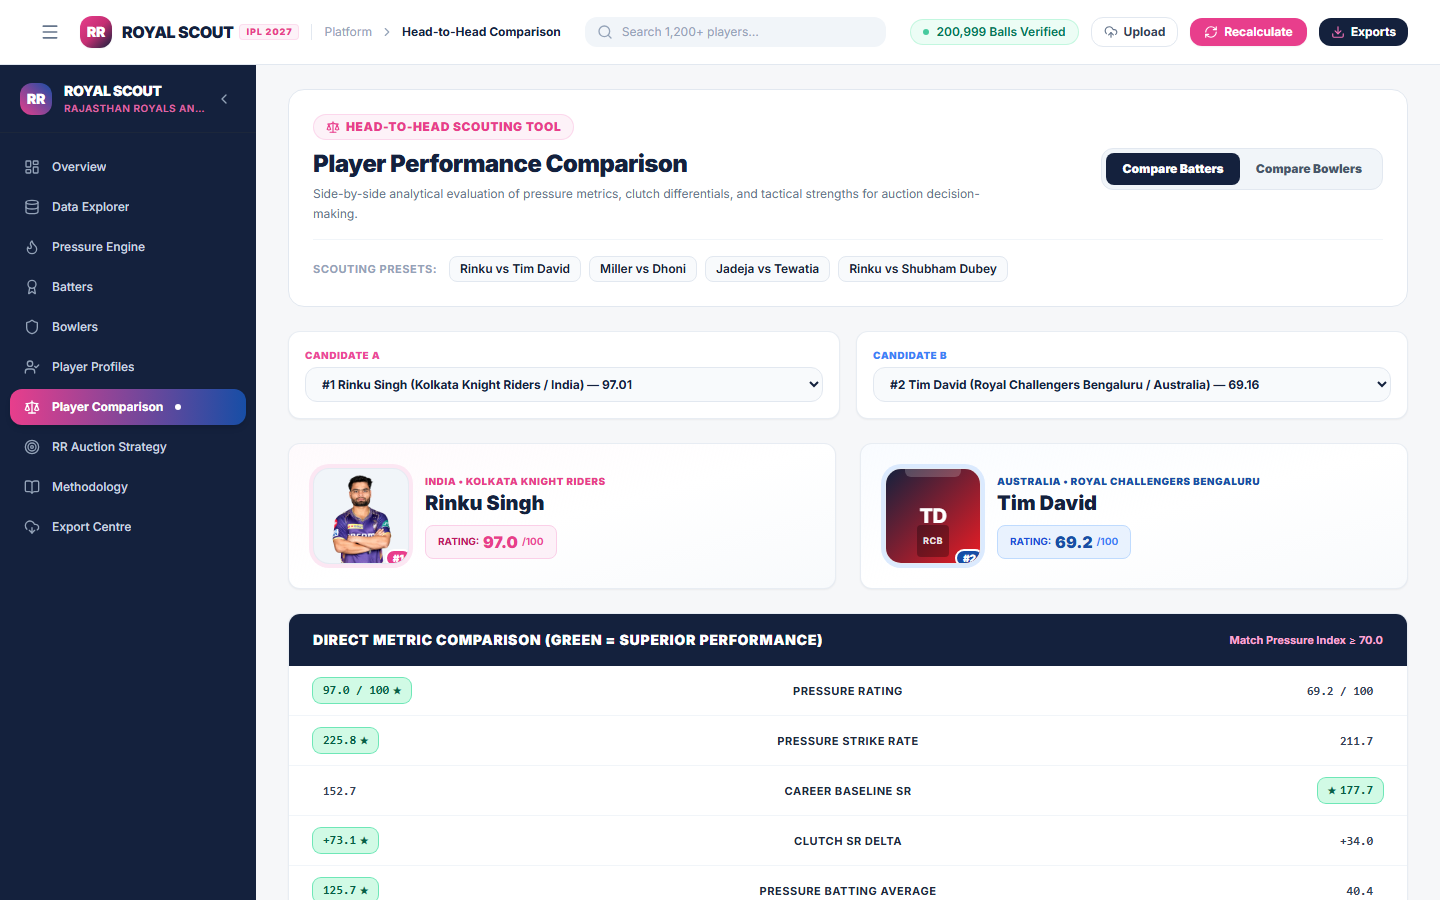 RR ROYAL SCOUT IPL 2027 Platform > Head-to-Head Comparison Search 1,200+ players... 200,999 Balls Verified Upload Recalculate Exports
RR ROYAL SCOUT
RAJASTHAN ROYALS AN...
Overview
Data Explorer
Pressure Engine
Batters
Bowlers
Player Profiles
Player Comparison
RR Auction Strategy
Methodology
Export Centre
HEAD-TO-HEAD SCOUTING TOOL
Player Performance Comparison
Side-by-side analytical evaluation of pressure metrics, clutch differentials, and tactical strengths for auction decision-
making.
Compare Batters Compare Bowlers
SCOUTING PRESETS: Rinku vs Tim David Miller vs Dhoni Jadeja vs Tewatia Rinku vs Shubham Dubey
CANDIDATE A
#1 Rinku Singh (Kolkata Knight Riders / India) — 97.01
CANDIDATE B
#2 Tim David (Royal Challengers Bengaluru / Australia) — 69.16
#1
INDIA • KOLKATA KNIGHT RIDERS
Rinku Singh
RATING: 97.0 /100
TD
RCB
#2
AUSTRALIA • ROYAL CHALLENGERS BENGALURU
Tim David
RATING: 69.2 /100
DIRECT METRIC COMPARISON (GREEN = SUPERIOR PERFORMANCE) Match Pressure Index ≥ 70.0
97.0 / 100 ★ PRESSURE RATING 69.2 / 100
225.8 ★ PRESSURE STRIKE RATE 211.7
152.7 CAREER BASELINE SR ★ 177.7
+73.1 ★ CLUTCH SR DELTA +34.0
125.7 ★ PRESSURE BATTING AVERAGE 40.4